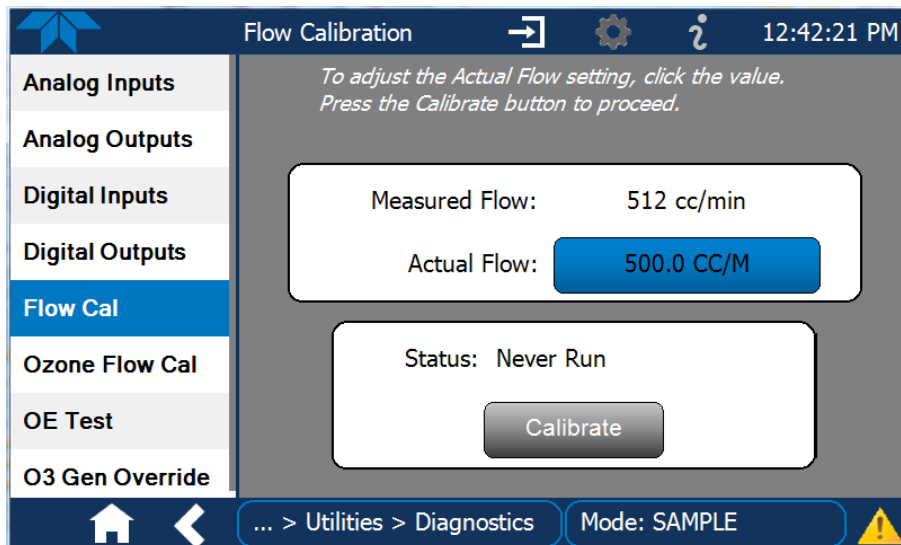 Flow Calibration
12:42:21 PM
Analog Inputs
Analog Outputs
Digital Inputs
Digital Outputs
Flow Cal
Ozone Flow Cal
OE Test
O3 Gen Override
To adjust the Actual Flow setting, click the value.
Press the Calibrate button to proceed.
Measured Flow: 512 cc/min
Actual Flow: 500.0 CC/M
Status: Never Run
Calibrate
... > Utilities > Diagnostics
Mode: SAMPLE